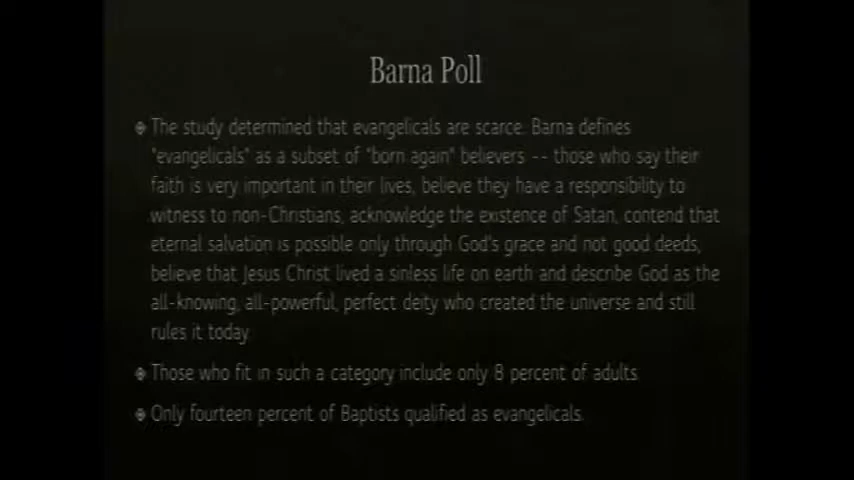 Barna Poll
The study determined that evangelicals are scarce. Barna defines
"evangelicals" as a subset of "born again" believers -- those who say their
faith is very important in their lives, believe they have a responsibility to
witness to non-Christians, acknowledge the existence of Satan, contend that
eternal salvation is possible only through God's grace and not good deeds,
believe that Jesus Christ lived a sinless life on earth and describe God as the
all-knowing, all-powerful, perfect deity who created the universe and still
rules it today.
Those who fit in such a category include only 8 percent of adults.
Only fourteen percent of Baptists qualified as evangelicals.